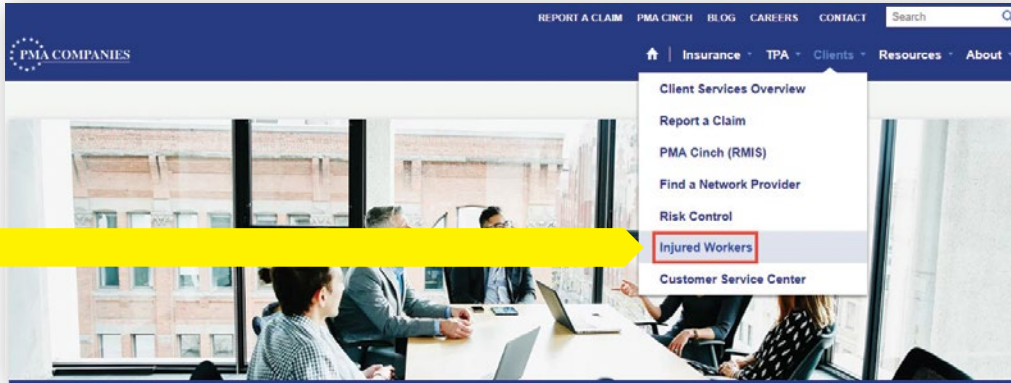 REPORT A CLAIM PMA CINCH BLOG CAREERS CONTACT Search
PMA COMPANIES
Insurance TPA Clients Resources About
Client Services Overview
Report a Claim
PMA Cinch (RMIS)
Find a Network Provider
Risk Control
Injured Workers
Customer Service Center